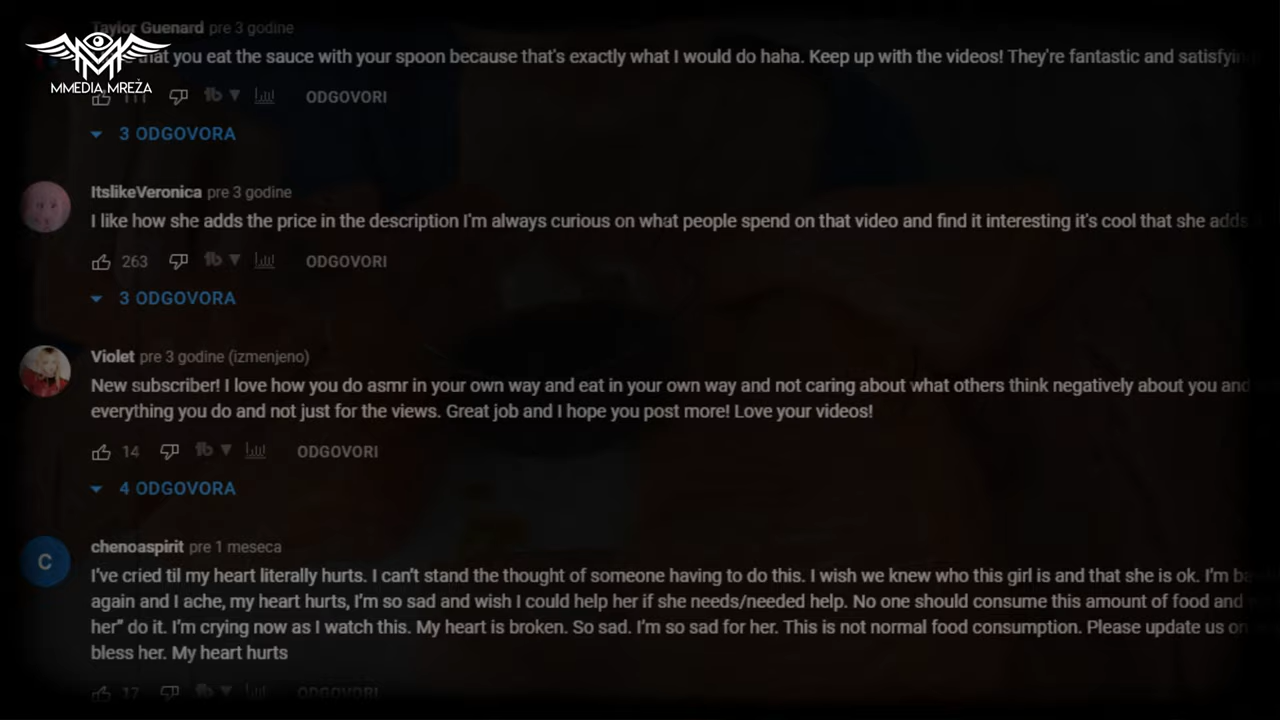 Taylor Guenard pre 3 godine
that you eat the sauce with your spoon because that's exactly what I would do haha. Keep up with the videos! They're fantastic and satisfying
MMEDIA MREŽA
111 ODGOVORI
3 ODGOVORA
ItslikeVeronica pre 3 godine
I like how she adds the price in the description I'm always curious on what people spend on that video and find it interesting it's cool that she adds
263 ODGOVORI
3 ODGOVORA
Violet pre 3 godine (izmenjeno)
New subscriber! I love how you do asmr in your own way and eat in your own way and not caring about what others think negatively about you and
everything you do and not just for the views. Great job and I hope you post more! Love your videos!
14 ODGOVORI
4 ODGOVORA
C
chenoaspirit pre 1 meseca
I've cried til my heart literally hurts. I can't stand the thought of someone having to do this. I wish we knew who this girl is and that she is ok. I'm
again and I ache, my heart hurts, I'm so sad and wish I could help her if she needs/needed help. No one should consume this amount of food and
her" do it. I'm crying now as I watch this. My heart is broken. So sad. I'm so sad for her. This is not normal food consumption. Please update us on
bless her. My heart hurts
17 ODGOVORI